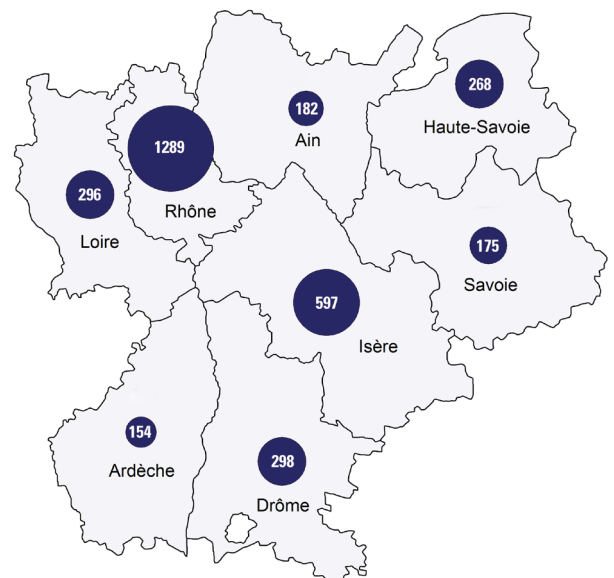 268
Haute-Savoie
182
Ain
1289
Rhône
296
Loire
175
Savoie
597
Isère
154
Ardèche
298
Drôme